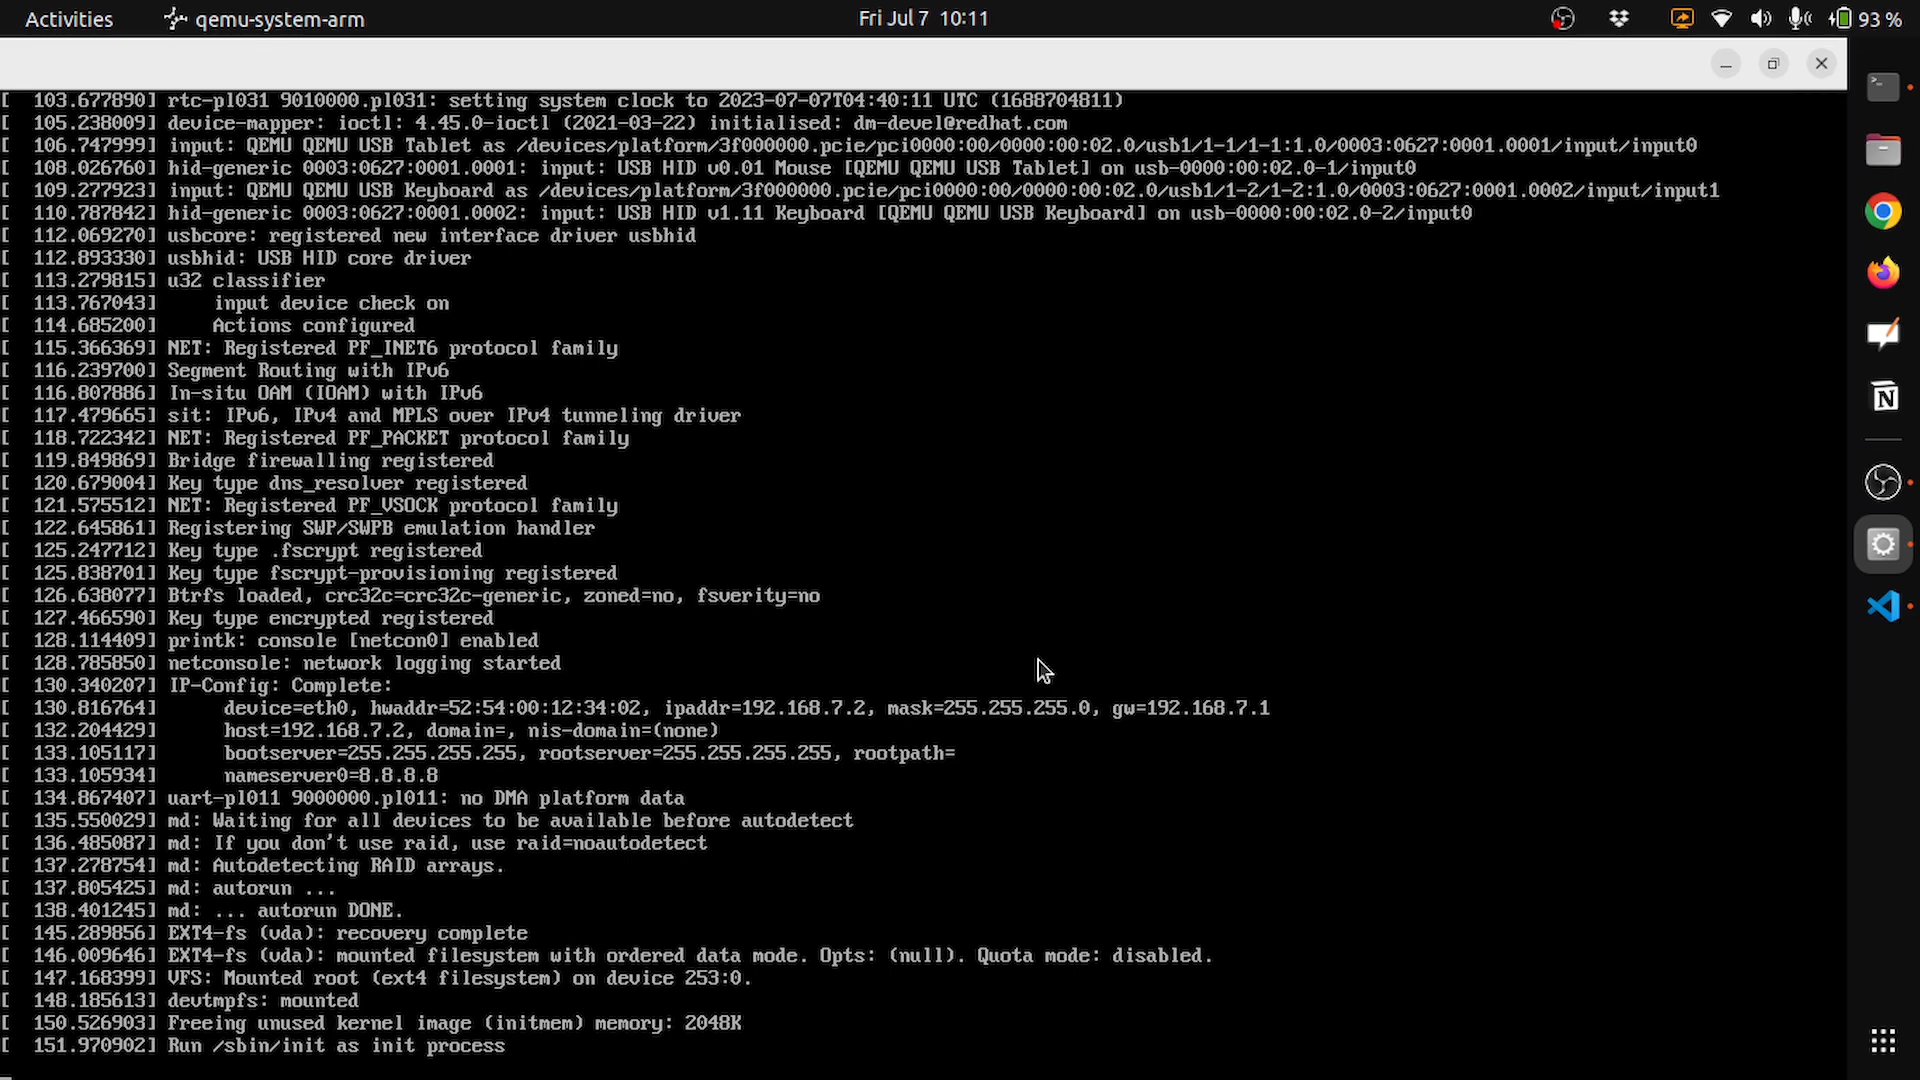 Activities
qemu-system-arm
Fri Jul 7 10:11
93 %
[  103.677890] rtc-pl031 9010000.pl031: setting system clock to 2023-07-07T04:40:11 UTC (1688704811)
[  105.238009] device-mapper: ioctl: 4.45.0-ioctl (2021-03-22) initialised: dm-devel@redhat.com
[  106.747999] input: QEMU QEMU USB Tablet as /devices/platform/3f000000.pcie/pci0000:00/0000:00:02.0/usb1/1-1/1-1:1.0/0003:0627:0001.0001/input/input0
[  108.026760] hid-generic 0003:0627:0001.0001: input: USB HID v0.01 Mouse [QEMU QEMU USB Tablet] on usb-0000:00:02.0-1/input0
[  109.277923] input: QEMU QEMU USB Keyboard as /devices/platform/3f000000.pcie/pci0000:00/0000:00:02.0/usb1/1-2/1-2:1.0/0003:0627:0001.0002/input/input1
[  110.787842] hid-generic 0003:0627:0001.0002: input: USB HID v1.11 Keyboard [QEMU QEMU USB Keyboard] on usb-0000:00:02.0-2/input0
[  112.069270] usbcore: registered new interface driver usbhid
[  112.893330] usbhid: USB HID core driver
[  113.279815] u32 classifier
[  113.767043]     input device check on
[  114.685200]     Actions configured
[  115.366369] NET: Registered PF_INET6 protocol family
[  116.239700] Segment Routing with IPv6
[  116.807886] In-situ OAM (IOAM) with IPv6
[  117.479665] sit: IPv6, IPv4 and MPLS over IPv4 tunneling driver
[  118.722342] NET: Registered PF_PACKET protocol family
[  119.849869] Bridge firewalling registered
[  120.679004] Key type dns_resolver registered
[  121.575512] NET: Registered PF_VSOCK protocol family
[  122.645861] Registering SWP/SWPB emulation handler
[  125.247712] Key type .fscrypt registered
[  125.838701] Key type fscrypt-provisioning registered
[  126.638077] Btrfs loaded, crc32c=crc32c-generic, zoned=no, fsverity=no
[  127.466590] Key type encrypted registered
[  128.114409] printk: console [netcon0] enabled
[  128.785850] netconsole: network logging started
[  130.340207] IP-Config: Complete:
[  130.816764]      device=eth0, hwaddr=52:54:00:12:34:02, ipaddr=192.168.7.2, mask=255.255.255.0, gw=192.168.7.1
[  132.204429]      host=192.168.7.2, domain=, nis-domain=(none)
[  133.105117]      bootserver=255.255.255.255, rootserver=255.255.255.255, rootpath=
[  133.105934]      nameserver0=8.8.8.8
[  134.867407] uart-pl011 9000000.pl011: no DMA platform data
[  135.550029] md: Waiting for all devices to be available before autodetect
[  136.485087] md: If you don't use raid, use raid=noautodetect
[  137.278754] md: Autodetecting RAID arrays.
[  137.805425] md: autorun ...
[  138.401245] md: ... autorun DONE.
[  145.289856] EXT4-fs (vda): recovery complete
[  146.009646] EXT4-fs (vda): mounted filesystem with ordered data mode. Opts: (null). Quota mode: disabled.
[  147.168399] VFS: Mounted root (ext4 filesystem) on device 253:0.
[  148.185613] devtmpfs: mounted
[  150.526903] Freeing unused kernel image (initmem) memory: 2048K
[  151.970902] Run /sbin/init as init process